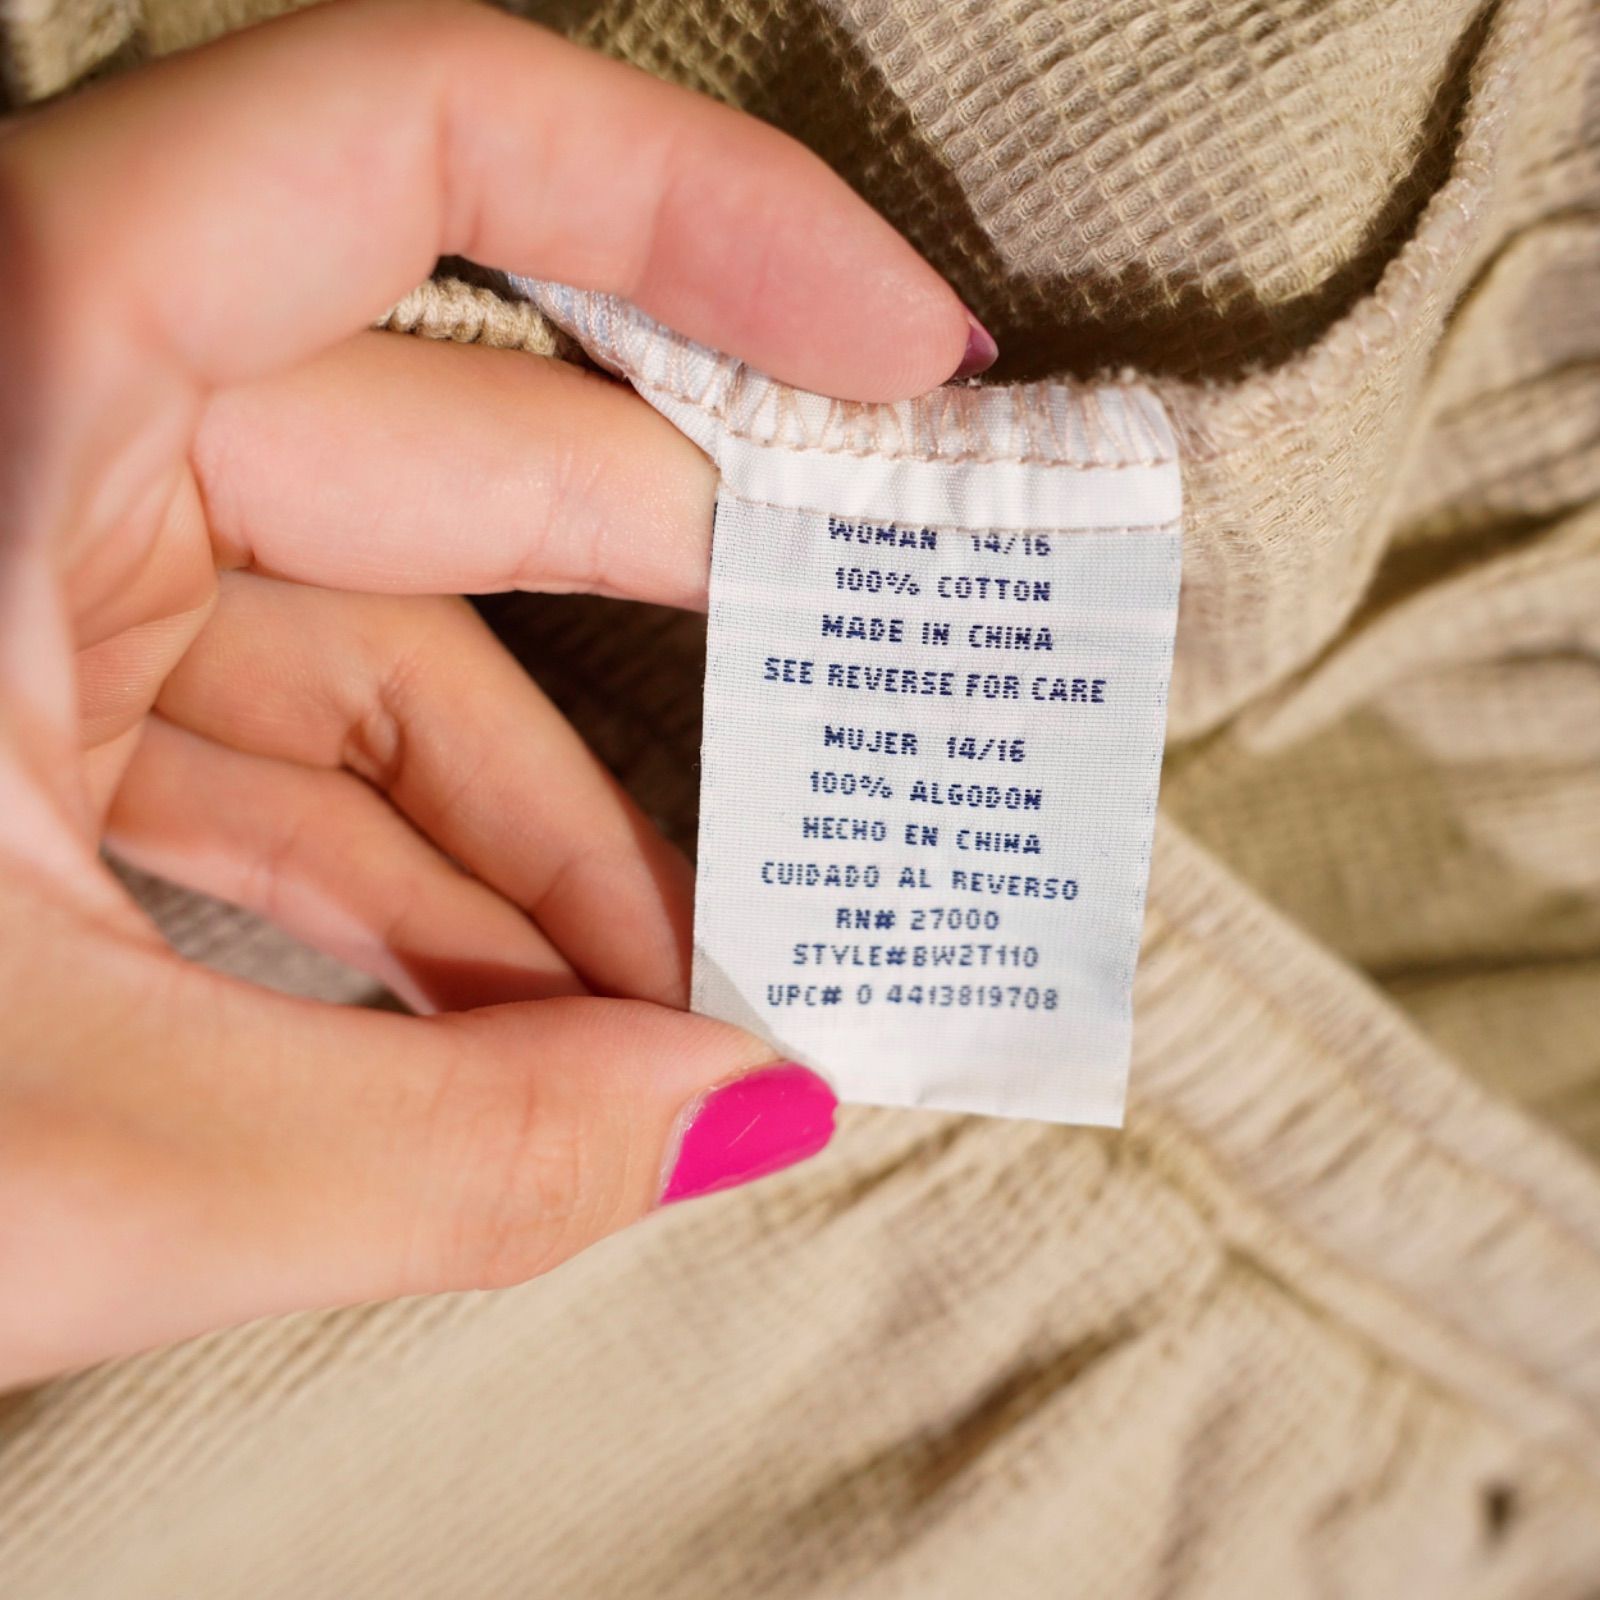 WOMAN 14/16
100% COTTON
MADE IN CHINA
SEE REVERSE FOR CARE
MUJER 14/16
100% ALGODON
HECHO EN CHINA
CUIDADO AL REVERSO
RN# 27000
STYLE#BW2T110
UPC# 0 4413819708